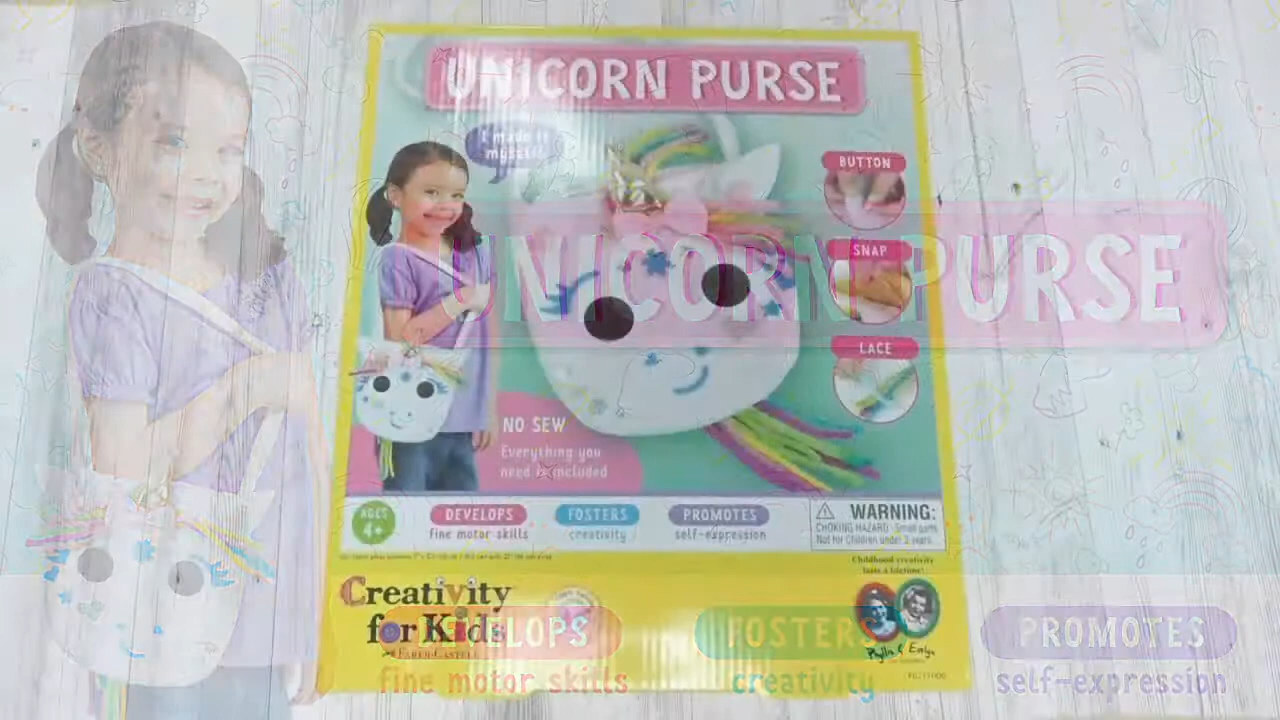 UNICORN PURSE
I made it
myself!
BUTTON
UNICORN PURSE
SNAP
LACE
NO SEW
Everything you
need is included
AGES
4+
DEVELOPS
fine motor skills
FOSTERS
creativity
PROMOTES
self-expression
WARNING:
CHOKING HAZARD - Small parts
Not for Children under 3 years.
Childhood creativity
lasts a lifetime!
Creativity
for Kids
FABER-CASTELL
DEVELOPS
fine motor skills
FOSTERS
creativity
PROMOTES
self-expression